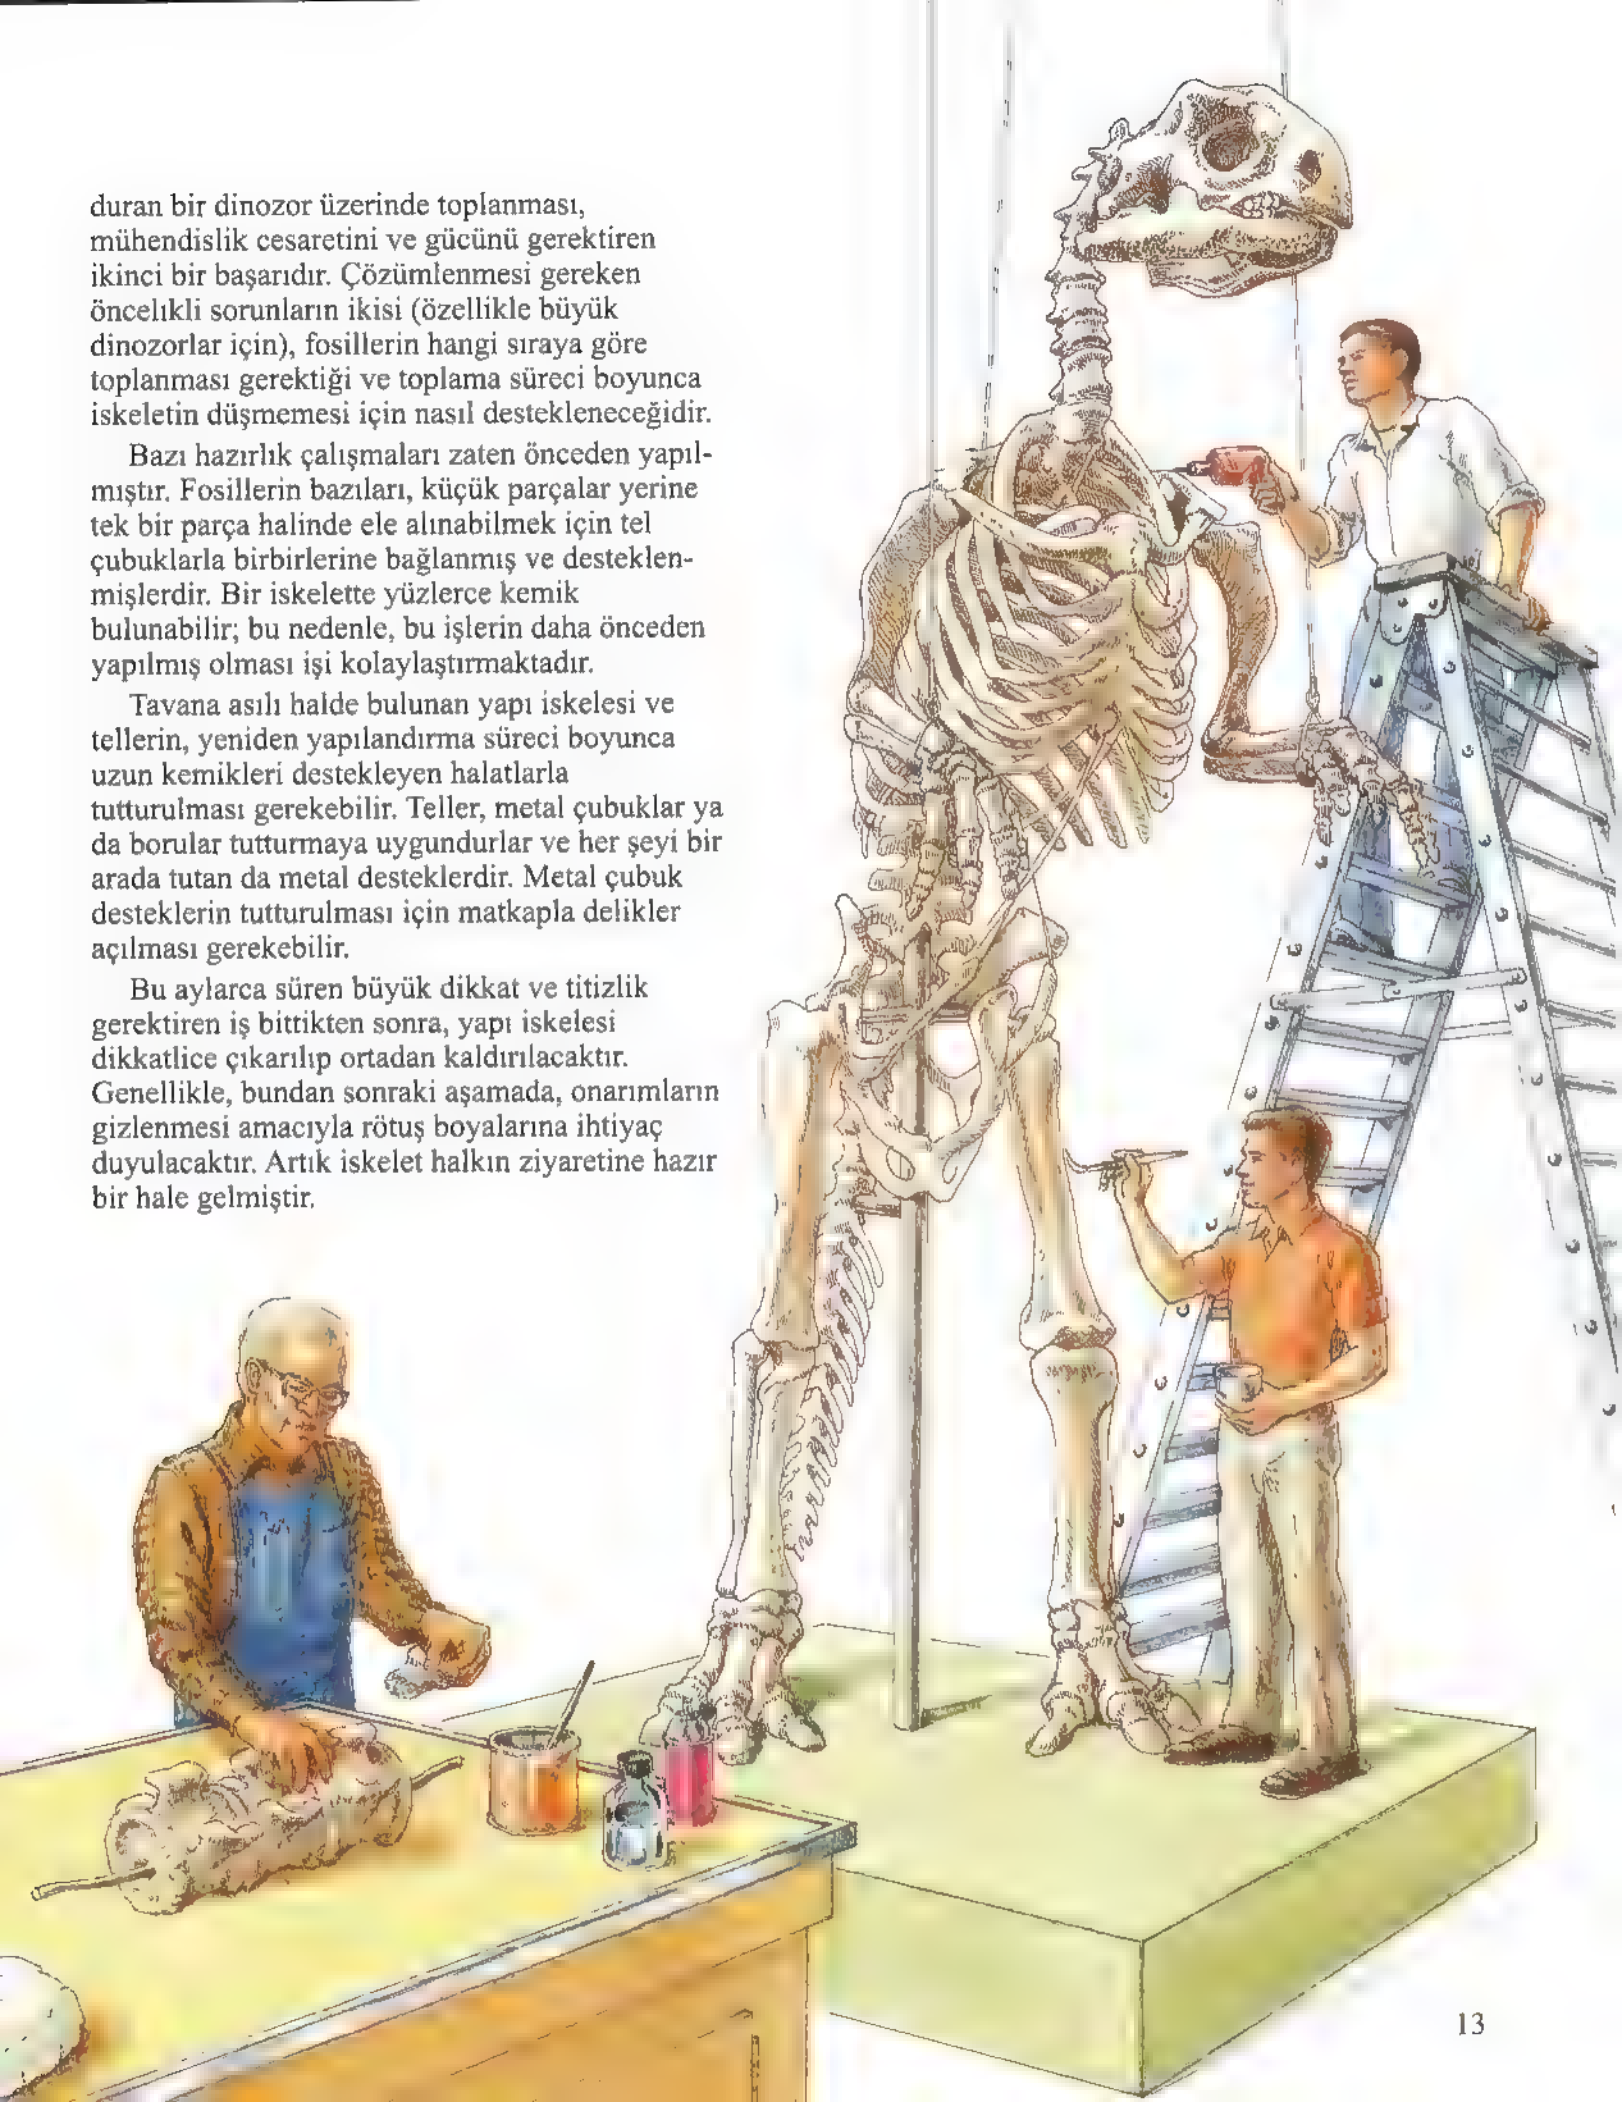 duran bir dinozor üzerinde toplanması,
mühendislik cesaretini ve gücünü gerektiren
ikinci bir başarıdır. Çözümlenmesi gereken
öncelıkli sorunların ikisi (özellikle büyük
dinozorlar için), fosillerin hangi sıraya göre
toplanması gerektiği ve toplama süreci boyunca
iskeletin düşmemesi için nasıl destekleneceğidir.
Bazı hazırlık çalışmaları zaten önceden yapıl-
mıştır. Fosillerin bazıları, küçük parçalar yerine
tek bir parça halinde ele alınabilmek için tel
çubuklarla birbirlerine bağlanmış ve desteklen-
mişlerdir. Bir iskelette yüzlerce kemik
bulunabilir; bu nedenle, bu işlerin daha önceden
yapılmış olması işi kolaylaştırmaktadır.
Tavana asılı halde bulunan yapı iskelesi ve
tellerin, yeniden yapılandırma süreci boyunca
uzun kemikleri destekleyen halatlarla
tutturulması gerekebilir. Teller, metal çubuklar ya
da borular tutturmaya uygundurlar ve her şeyi bir
arada tutan da metal desteklerdir. Metal çubuk
desteklerin tutturulması için matkapla delikler
açılması gerekebilir.
Bu aylarca süren büyük dikkat ve titizlik
gerektiren iş bittikten sonra, yapı iskelesi
dikkatlice çıkarılıp ortadan kaldırılacaktır.
Genellikle, bundan sonraki aşamada, onarımların
gizlenmesi amacıyla rötuş boyalarına ihtiyaç
duyulacaktır. Artık iskelet halkın ziyaretine hazır
bir hale gelmiştir.
13